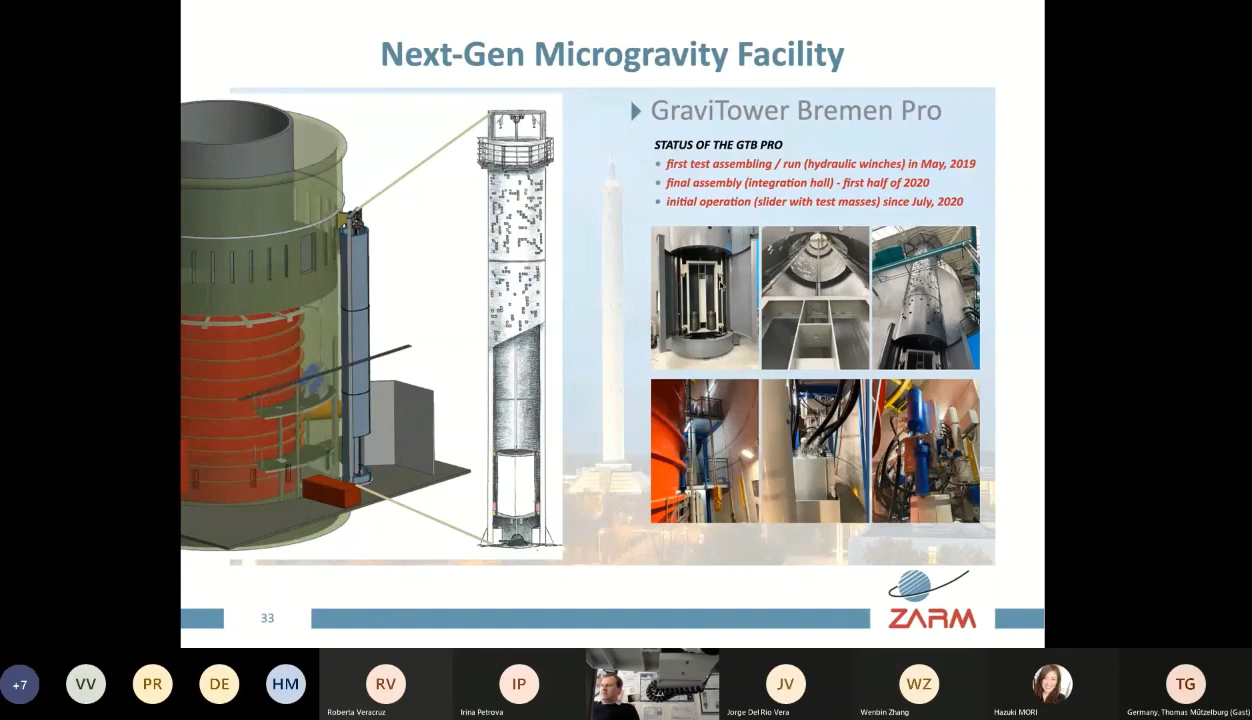 Next-Gen Microgravity Facility
GraviTower Bremen Pro
STATUS OF THE GTB PRO
first test assembling / run (hydraulic winches) in May, 2019
final assembly (integration hall) - first half of 2020
initial operation (slider with test masses) since July, 2020
33
ZARM
+7
VV
PR
DE
HM
RV
IP
JV
WZ
TG
Roberta Veracruz
Irina Petrova
Jorge Del Rio Vera
Wenbin Zhang
Hazuki MORI
Germany, Thomas Mützelburg (Gast)